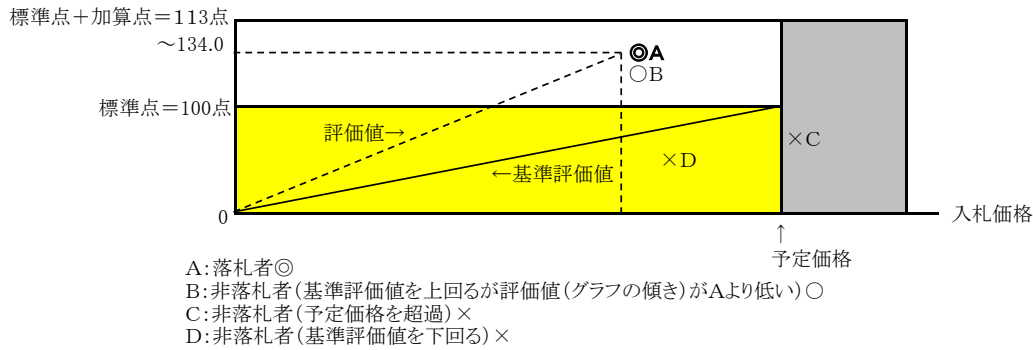 標準点＋加算点＝113点
～134.0
◎A
○B
標準点＝100点
評価値→
×C
×D
←基準評価値
0
入札価格
↑
予定価格
A：落札者◎
B：非落札者（基準評価値を上回るが評価値（グラフの傾き）がAより低い）○
C：非落札者（予定価格を超過）×
D：非落札者（基準評価値を下回る）×